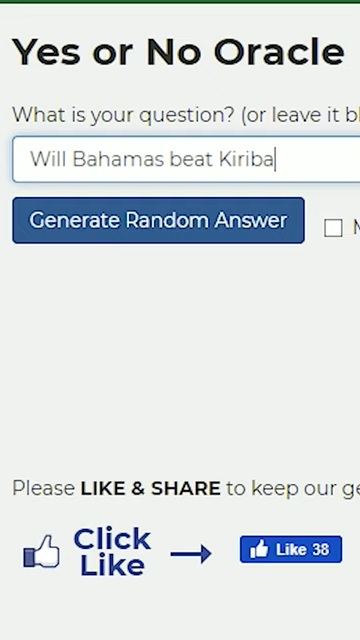 Yes or No Oracle
What is your question? (or leave it bl
Will Bahamas beat Kiriba
Generate Random Answer
Please LIKE & SHARE to keep our ge
Click
Like
Like 38